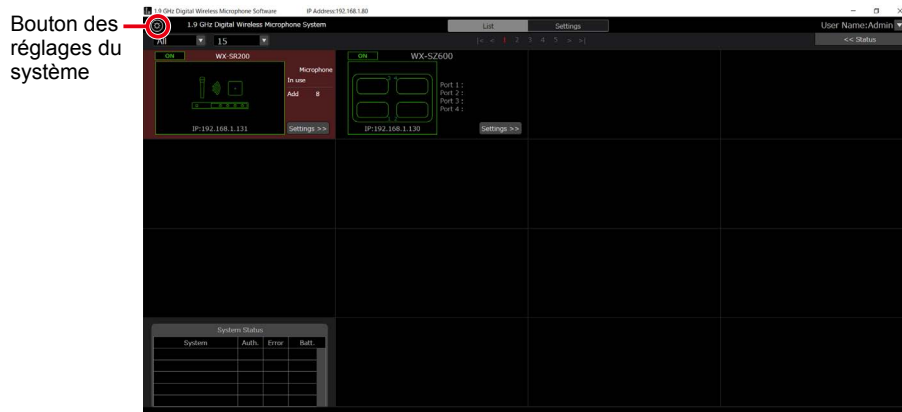 Bouton des
réglages du
système
1.9 GHz Digital Wireless Microphone Software IP Address:192.168.1.80
1.9 GHz Digital Wireless Microphone System List Settings User Name:Admin
All 15 |< < 1 2 3 4 5 > >| << Status
ON WX-SR200
Microphone
In use
Add 8
IP:192.168.1.131 Settings >>
ON WX-SZ600
Port 1 :
Port 2 :
Port 3 :
Port 4 :
IP:192.168.1.130 Settings >>
System Status
System Auth. Error Batt.